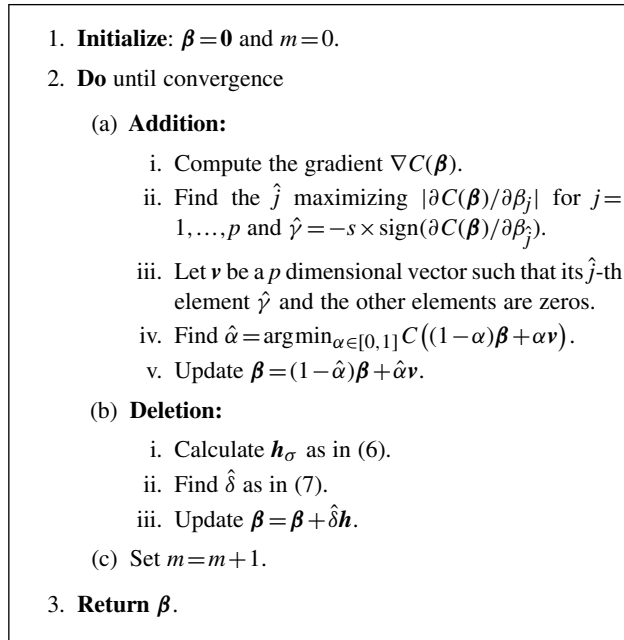 1. Initialize: β=0 and m=0.
2. Do until convergence
(a) Addition:
i. Compute the gradient ∇C(β).
ii. Find the ĵ maximizing |∂C(β)/∂β_j| for j=
1,...,p and γ̂=−s×sign(∂C(β)/∂β_ĵ).
iii. Let v be a p dimensional vector such that its ĵ-th
element γ̂ and the other elements are zeros.
iv. Find α̂=argmin_{α∈[0,1]}C((1−α)β+αv).
v. Update β=(1−α̂)β+α̂v.
(b) Deletion:
i. Calculate h_σ as in (6).
ii. Find δ̂ as in (7).
iii. Update β=β+δ̂h.
(c) Set m=m+1.
3. Return β.